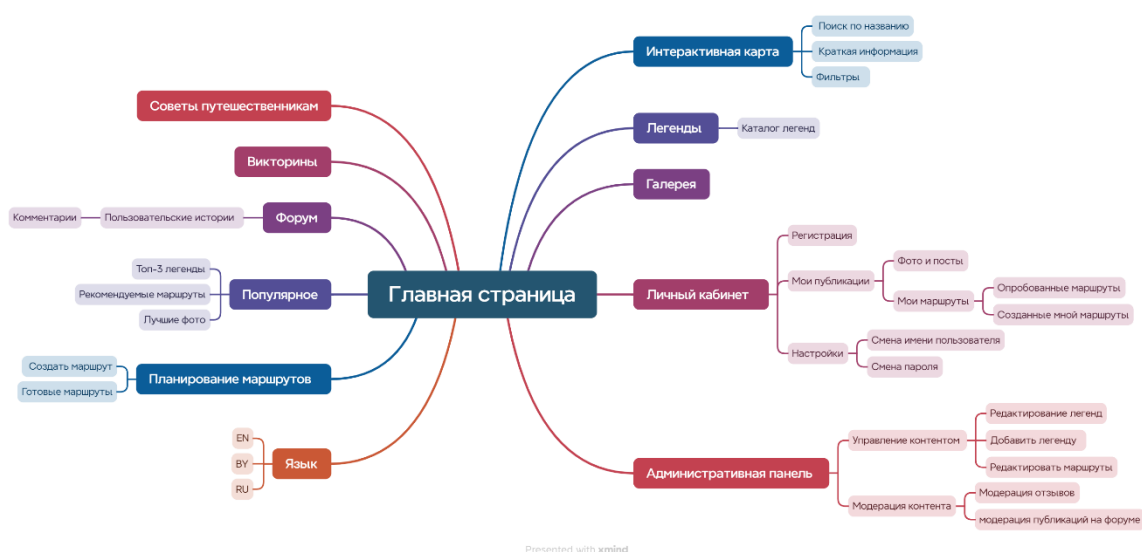 Главная страница
Интерактивная карта
Поиск по названию
Краткая информация
Фильтры
Легенды
Каталог легенд
Галерея
Личный кабинет
Регистрация
Мои публикации
Фото и посты
Мои маршруты
Опробованные маршруты
Созданные мной маршруты
Настройки
Смена имени пользователя
Смена пароля
Административная панель
Управление контентом
Редактирование легенд
Добавить легенду
Редактировать маршруты
Модерация контента
Модерация отзывов
модерация публикаций на форуме
Советы путешественникам
Викторины
Форум
Пользовательские истории
Комментарии
Популярное
Топ-3 легенды
Рекомендуемые маршруты
Лучшие фото
Планирование маршрутов
Создать маршрут
Готовые маршруты
Язык
EN
BY
RU
Presented with xmind